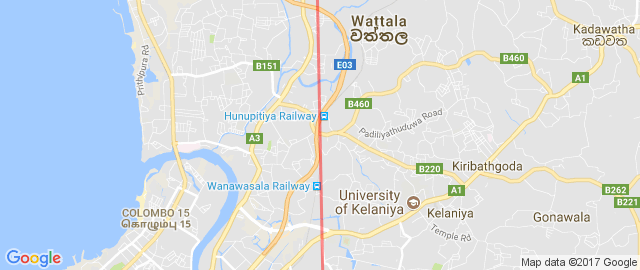 Wattala
වත්තල
Kadawatha
කඩවත
Prithipura Rd
B151
E03
B460
A1
B460
Hunupitiya Railway
Padiliyathuduwa Road
A3
B220
Kiribathgoda
Wanawasala Railway
A1
B262
B221
University
of Kelaniya
Kelaniya
Gonawala
COLOMBO 15
கொழும்பு 15
Temple Rd
Google
Map data ©2017 Google